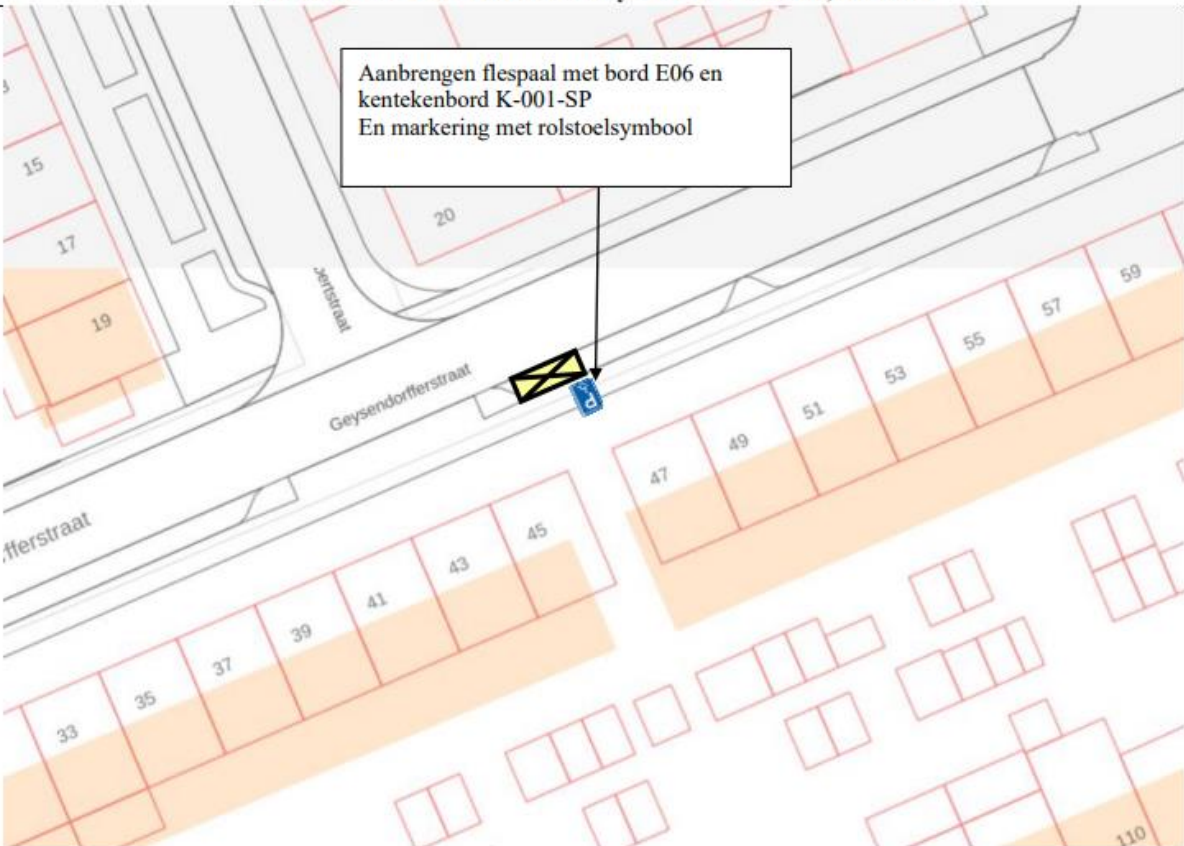 Aanbrengen flespaal met bord E06 en
kentekenbord K-001-SP
En markering met rolstoelsymbool
15
20
17
19
bertstraat
Geysendorfferstraat
fferstraat
59
57
55
53
51
49
47
45
43
41
39
37
35
33
110
P